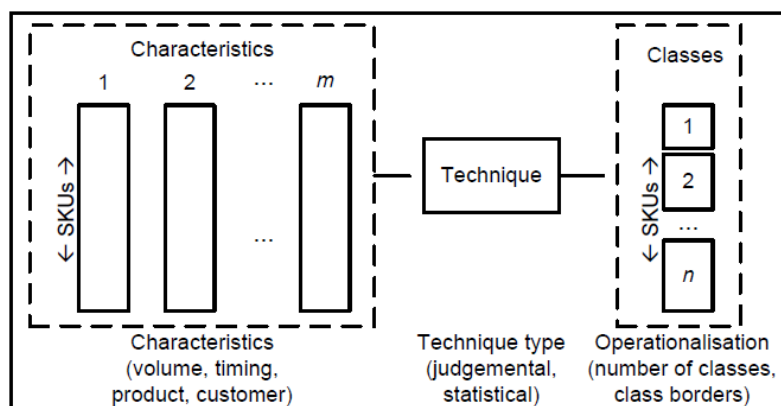 Characteristics
1 2 ... m
← SKUs →
...
Characteristics
(volume, timing,
product, customer)
Technique
Technique type
(judgemental,
statistical)
Classes
1
2
...
n
← SKUs →
Operationalisation
(number of classes,
class borders)